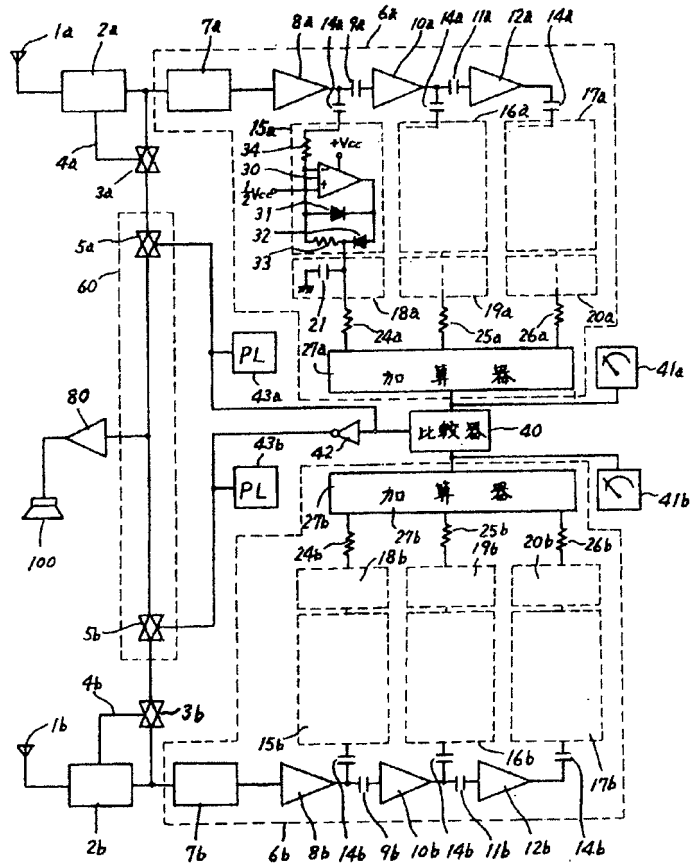 1a
2a
7a
8a
14a
9a
6a
10a
14a
11a
12a
14a
4a
3a
15a
34
30
+Vcc
1/2Vcc
31
32
33
16a
17a
5a
60
21
18a
19a
20a
24a
25a
26a
PL
43a
27a
加算器
41a
80
42
比較器
40
43b
PL
27b
加算器
27b
41b
100
24b
25b
26b
18b
19b
20b
5b
4b
3b
1b
15b
16b
17b
2b
7b
6b
8b
14b
9b
10b
14b
11b
12b
14b